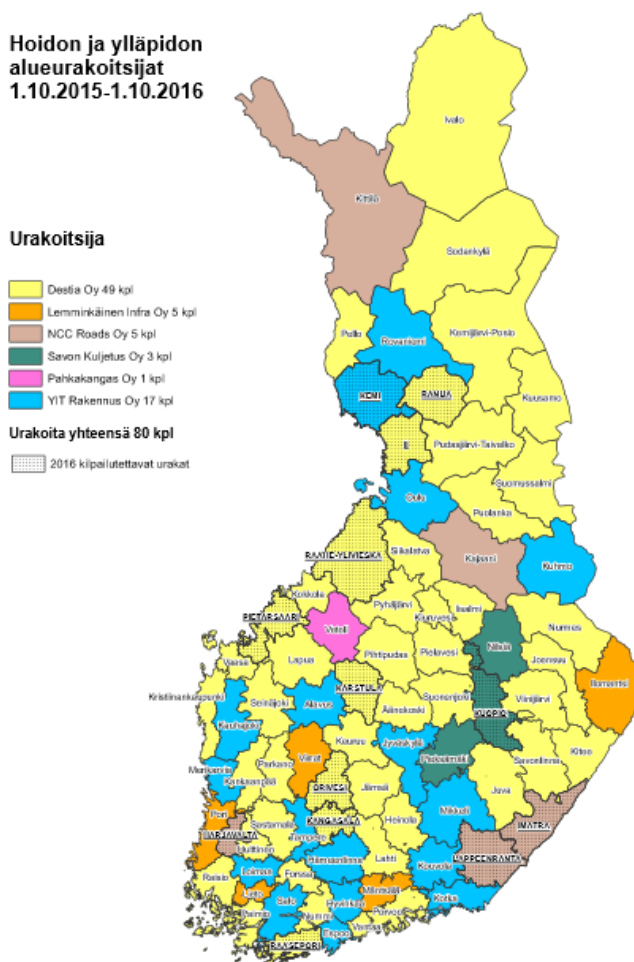 Hoidon ja ylläpidon
alueurakoitsijat
1.10.2015-1.10.2016
Urakoitsija
Destia Oy 49 kpl
Lemminkäinen Infra Oy 5 kpl
NCC Roads Oy 5 kpl
Savon Kuljetus Oy 3 kpl
Pahkakangas Oy 1 kpl
YIT Rakennus Oy 17 kpl
Urakoita yhteensä 80 kpl
2016 kilpailutettavat urakat
Ivalo
Kittilä
Sodankylä
Pello
Rovaniemi
Kemijärvi-Posio
KEMI
RANUA
Kuusamo
II
Pudasjärvi-Taivalko
Suomussalmi
Oulu
Puolanka
RAAHE-YLIVIESKA
Siikalatva
Kajaani
Kuhmo
Kokkola
Pyhäjärvi
Iisalmi
Kiuruvesi
PIETARSAARI
Veteli
Nilsiä
Nurmes
Vaasa
Lapua
Pihtipudas
Pielavesi
Joensuu
Ilomantsi
Kristiinankaupunki
Seinäjoki
Alavus
KARSTULA
Suonenjoki
Viinijärvi
Äänekoski
KUOPIO
Kauhajoki
Keuruu
Jyväskylä
Kitee
Merikarvia
Parkano
Virrat
Pieksämäki
Savonlinna
Kankaanpää
ORIVESI
Jämsä
Juva
Pori
Mikkeli
HARJAVALTA
Sastamala
KANGASALA
Heinola
IMATRA
Huittinen
Tampere
Lahti
Kouvola
LAPPEENRANTA
Raisio
Loimaa
Forssa
Hämeenlinna
Lieto
Mäntsälä
Kotka
Paimio
Salo
Nummi
Hyvinkää
Porvoo
Vantaa
Espoo
RAASEPORI